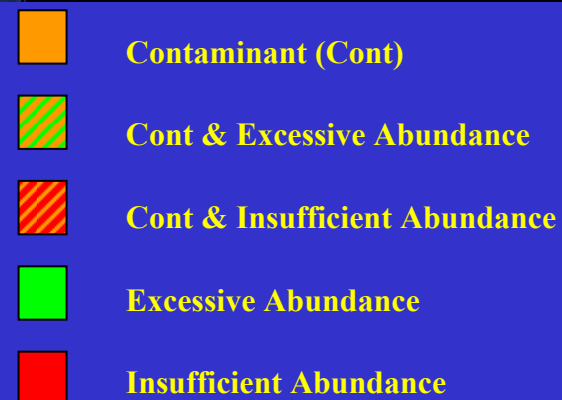 Contaminant (Cont)
Cont & Excessive Abundance
Cont & Insufficient Abundance
Excessive Abundance
Insufficient Abundance